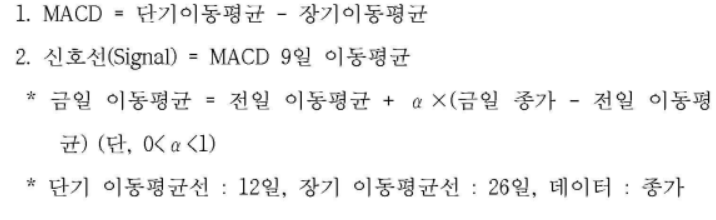 1. MACD = 단기이동평균 - 장기이동평균
2. 신호선(Signal) = MACD 9일 이동평균
* 금일 이동평균 = 전일 이동평균 + α×(금일 종가 - 전일 이동평
균) (단, 0<α<1)
* 단기 이동평균선 : 12일, 장기 이동평균선 : 26일, 데이터 : 종가